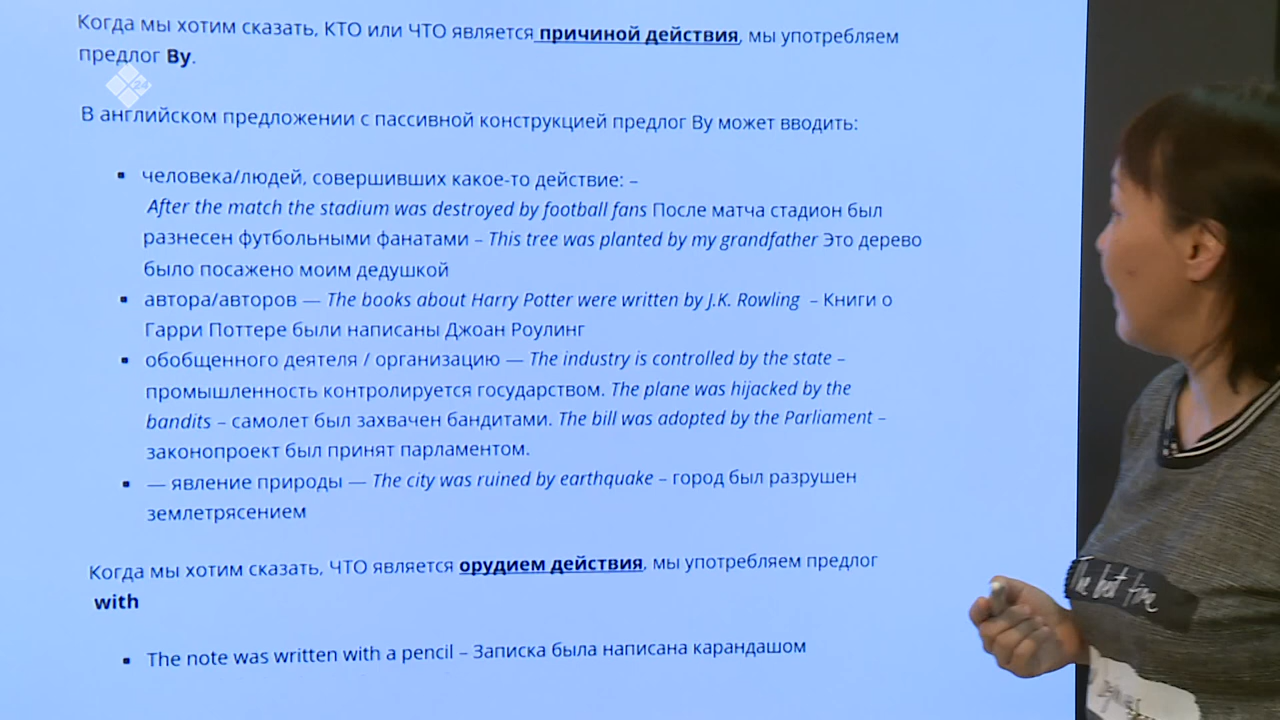 Когда мы хотим сказать, КТО или ЧТО является причиной действия, мы употребляем
предлог By.
24
В английском предложении с пассивной конструкцией предлог By может вводить:
▪ человека/людей, совершивших какое-то действие: –
After the match the stadium was destroyed by football fans После матча стадион был
разнесен футбольными фанатами – This tree was planted by my grandfather Это дерево
было посажено моим дедушкой
▪ автора/авторов — The books about Harry Potter were written by J.K. Rowling – Книги о
Гарри Поттере были написаны Джоан Роулинг
▪ обобщенного деятеля / организацию — The industry is controlled by the state –
промышленность контролируется государством. The plane was hijacked by the
bandits – самолет был захвачен бандитами. The bill was adopted by the Parliament –
законопроект был принят парламентом.
▪ — явление природы — The city was ruined by earthquake – город был разрушен
землетрясением
Когда мы хотим сказать, ЧТО является орудием действия, мы употребляем предлог
with
▪ The note was written with a pencil – Записка была написана карандашом
The best time